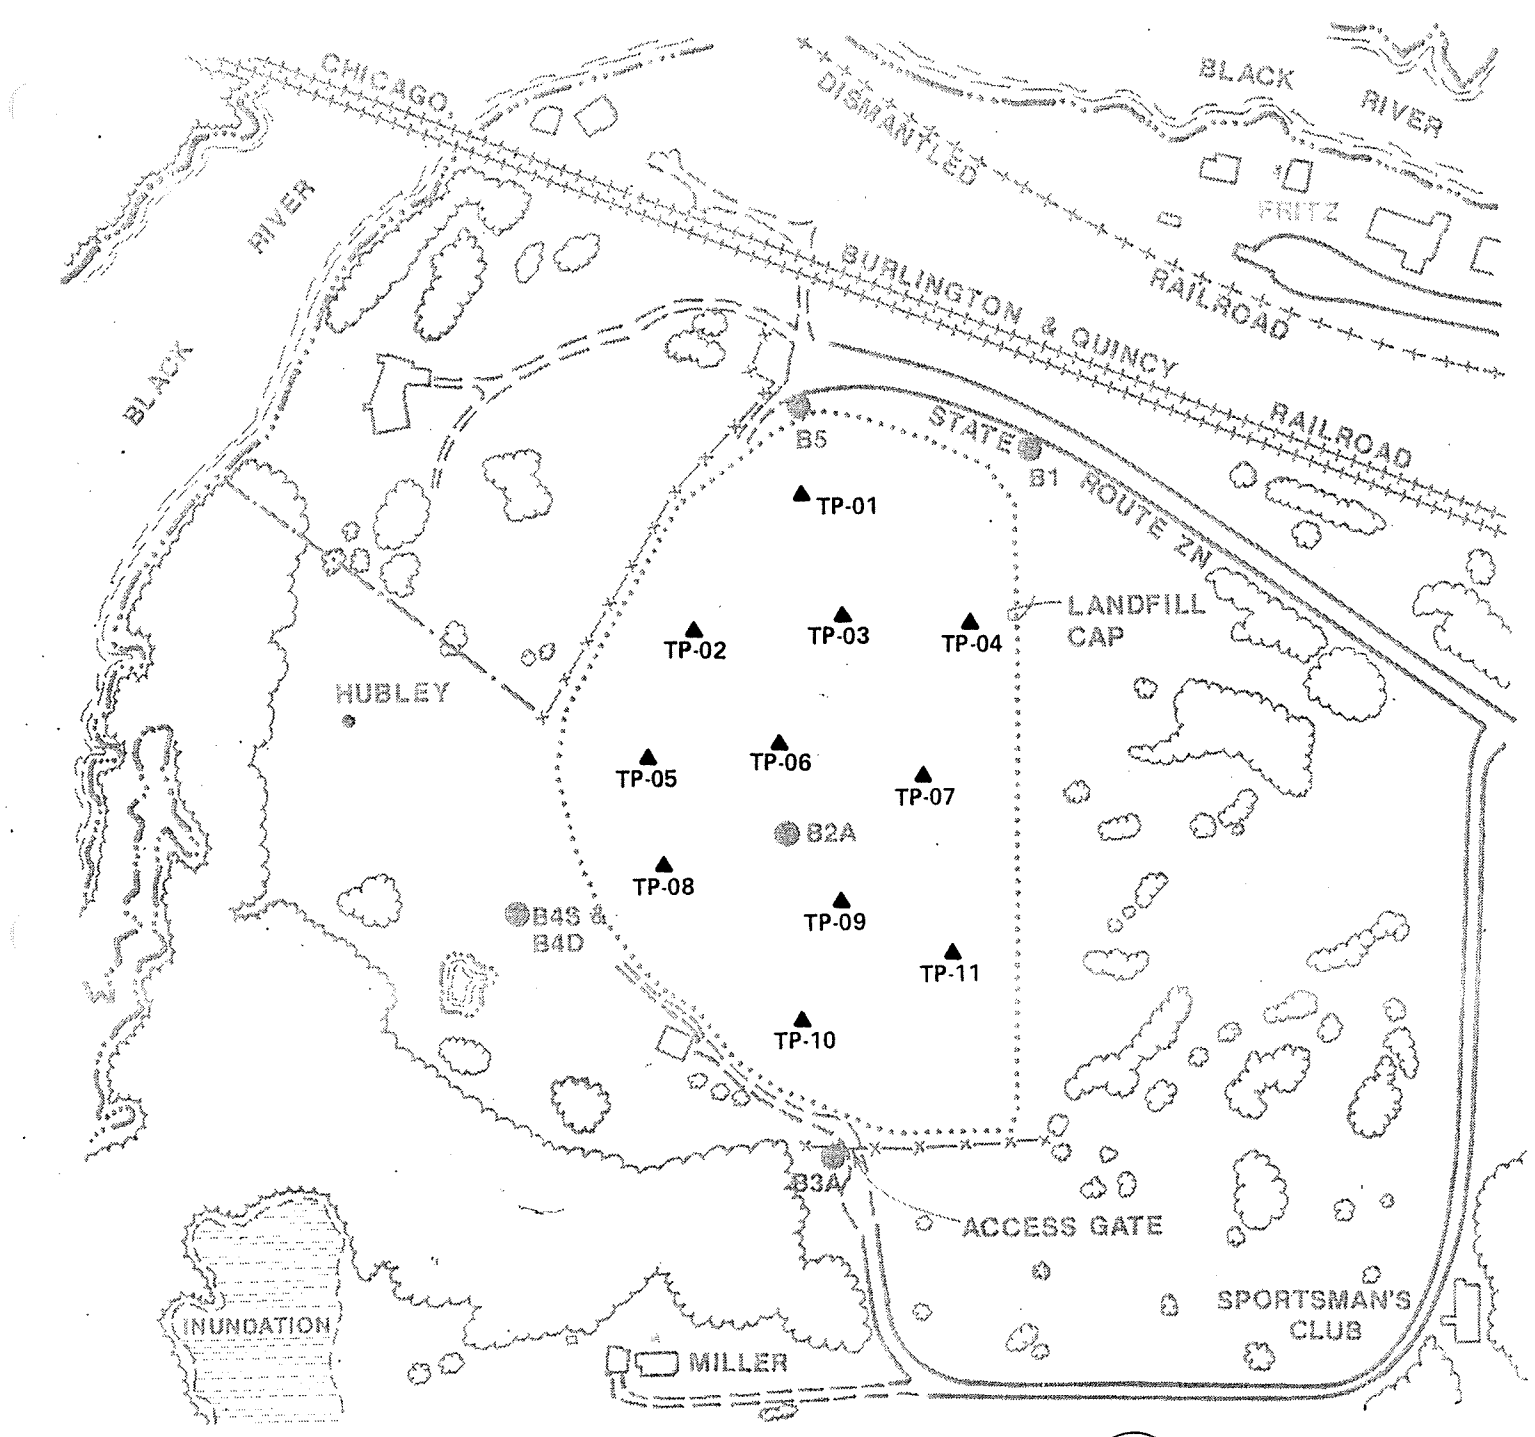 CHICAGO,
BLACK
RIVER
DISMANTLED
RIVER
FRITZ
BURLINGTON & QUINCY
RAILROAD
BLACK
RAILROAD
STATE
B5
B1
ROUTE ZN
TP-01
LANDFILL
CAP
TP-02
TP-03
TP-04
HUBLEY
TP-05
TP-06
TP-07
B2A
TP-08
TP-09
B4S &
B4D
TP-11
TP-10
B3A
ACCESS GATE
SPORTSMAN'S
CLUB
INUNDATION
MILLER